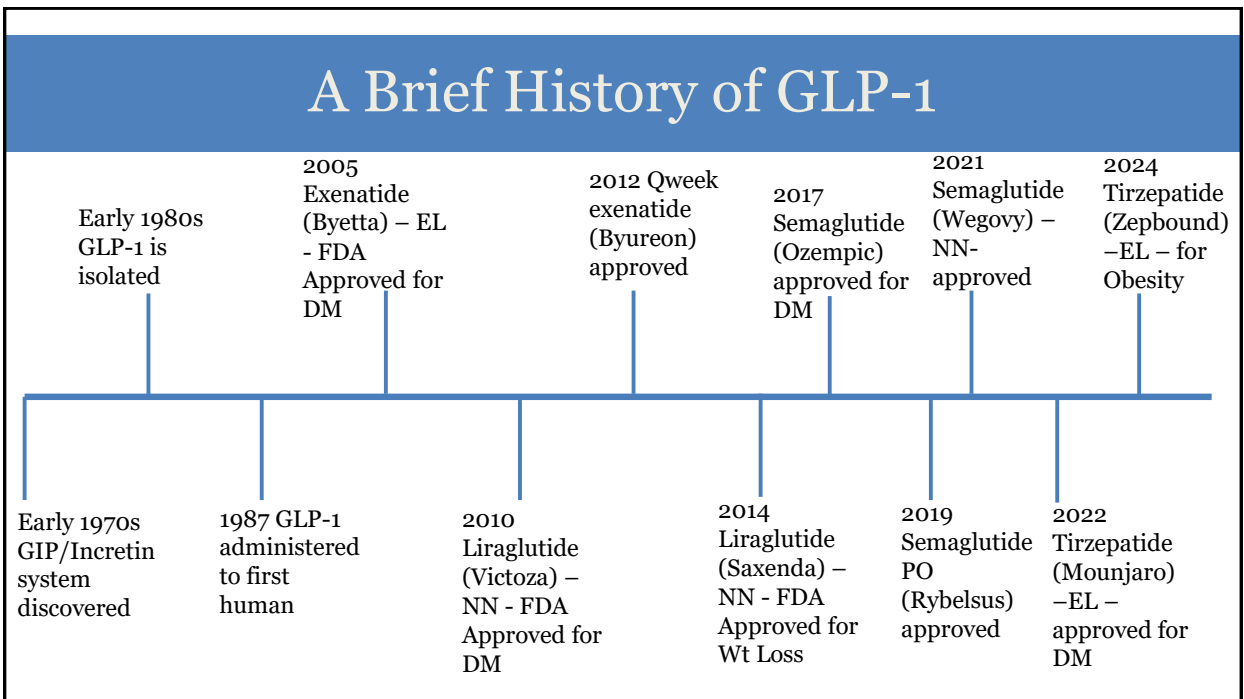 A Brief History of GLP-1
Early 1980s
GLP-1 is
isolated
2005
Exenatide
(Byetta) – EL
- FDA
Approved for
DM
2012 Qweek
exenatide
(Byureon)
approved
2017
Semaglutide
(Ozempic)
approved for
DM
2021
Semaglutide
(Wegovy) –
NN-
approved
2024
Tirzepatide
(Zepbound)
–EL – for
Obesity
Early 1970s
GIP/Incretin
system
discovered
1987 GLP-1
administered
to first
human
2010
Liraglutide
(Victoza) –
NN - FDA
Approved for
DM
2014
Liraglutide
(Saxenda) –
NN - FDA
Approved for
Wt Loss
2019
Semaglutide
PO
(Rybelsus)
approved
2022
Tirzepatide
(Mounjaro)
–EL –
approved for
DM